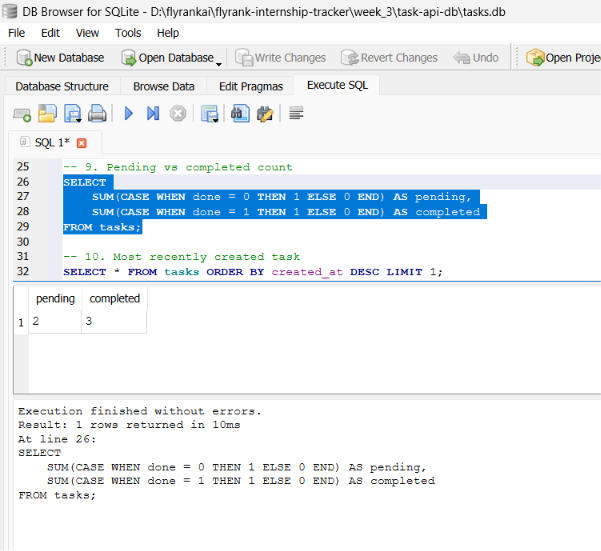 DB Browser for SQLite - D:\flyrankai\flyrank-internship-tracker\week_3\task-api-db\tasks.db
File Edit View Tools Help
New Database Open Database Write Changes Revert Changes Undo Open Proje
Database Structure Browse Data Edit Pragmas Execute SQL
SQL 1*
25 -- 9. Pending vs completed count
26 SELECT
27 SUM(CASE WHEN done = 0 THEN 1 ELSE 0 END) AS pending,
28 SUM(CASE WHEN done = 1 THEN 1 ELSE 0 END) AS completed
29 FROM tasks;
30
31 -- 10. Most recently created task
32 SELECT * FROM tasks ORDER BY created_at DESC LIMIT 1;
pending completed
1 2 3
Execution finished without errors.
Result: 1 rows returned in 10ms
At line 26:
SELECT
SUM(CASE WHEN done = 0 THEN 1 ELSE 0 END) AS pending,
SUM(CASE WHEN done = 1 THEN 1 ELSE 0 END) AS completed
FROM tasks;